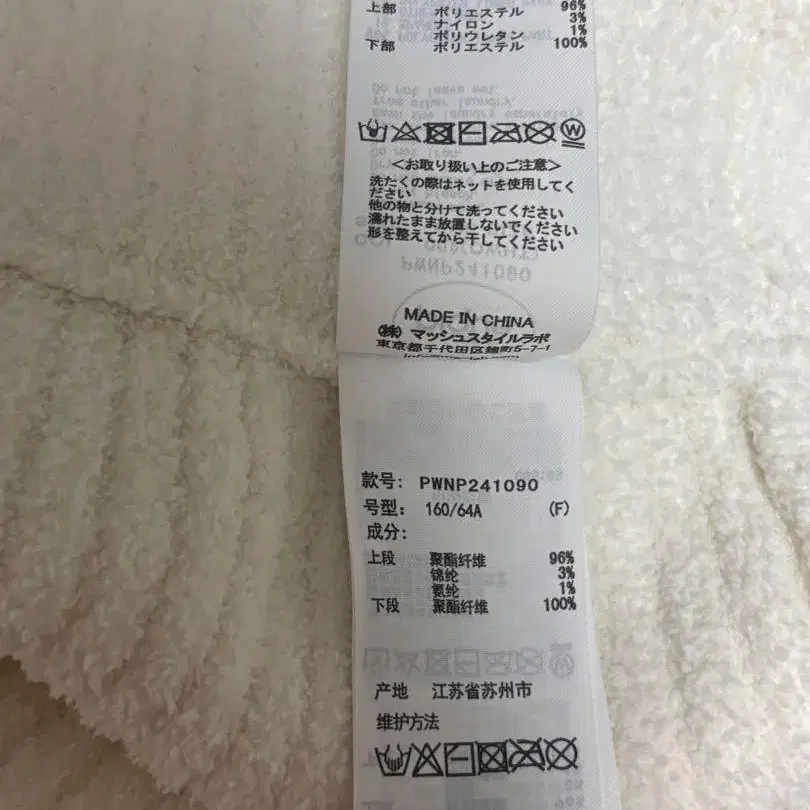 上部 ポリエステル 96%
ナイロン 3%
ポリウレタン 1%
下部 ポリエステル 100%
<お取り扱い上のご注意>
洗たくの際はネットを使用してく
ださい
他の物と分けて洗ってください
濡れたまま放置しないでください
形を整えてから干してください
MADE IN CHINA
(株) マッシュスタイルラボ
東京都千代田区麹町5-7-1
款号: PWNP241090
号型: 160/64A (F)
成分:
上段 聚酯纤维 96%
锦纶 3%
氨纶 1%
下段 聚酯纤维 100%
产地 江苏省苏州市
维护方法